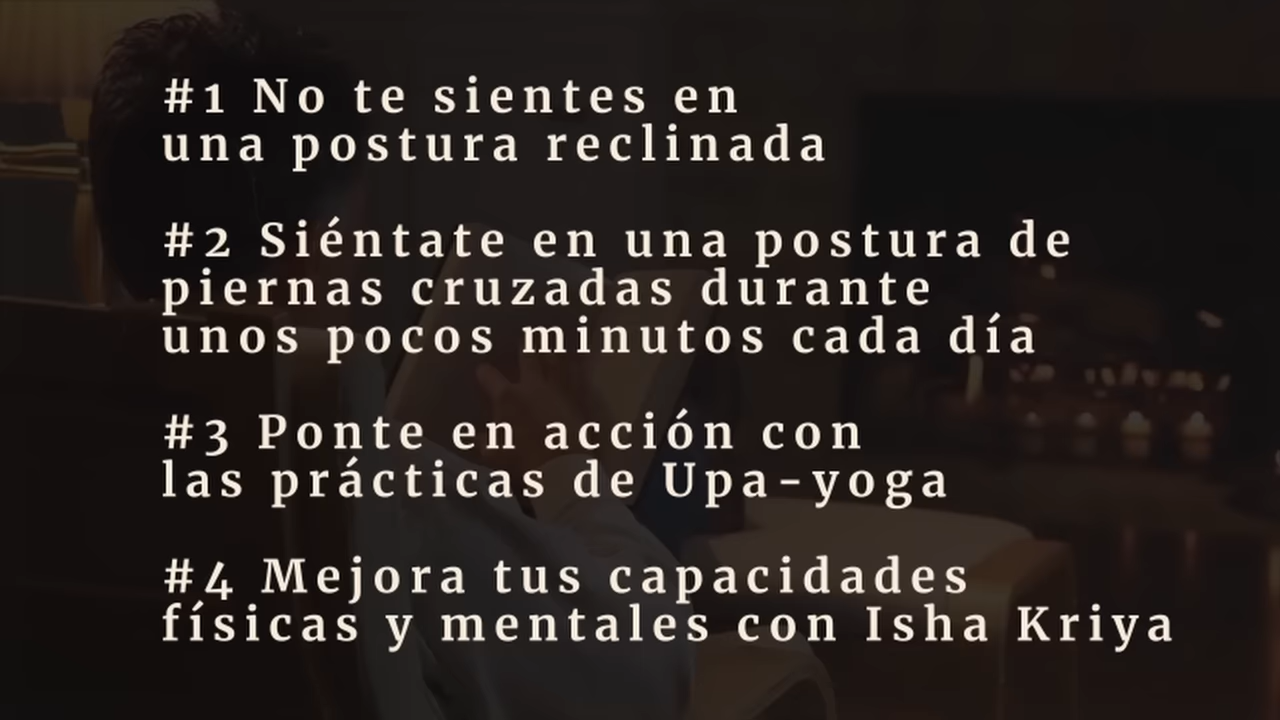 #1 No te sientes en
una postura reclinada
#2 Siéntate en una postura de
piernas cruzadas durante
unos pocos minutos cada día
#3 Ponte en acción con
las prácticas de Upa-yoga
#4 Mejora tus capacidades
físicas y mentales con Isha Kriya